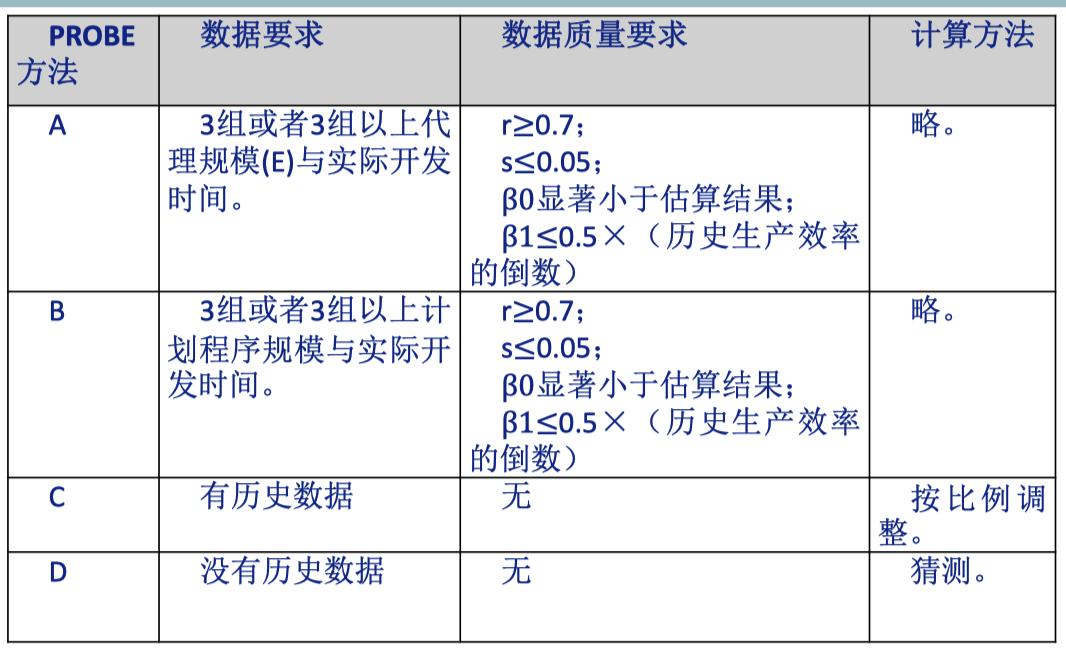 PROBE
方法
数据要求
数据质量要求
计算方法
A
3组或者3组以上代
理规模(E)与实际开发
时间。
r≥0.7；
s≤0.05；
β0显著小于估算结果；
β1≤0.5×（历史生产效率
的倒数）
略。
B
3组或者3组以上计
划程序规模与实际开
发时间。
r≥0.7；
s≤0.05；
β0显著小于估算结果；
β1≤0.5×（历史生产效率
的倒数）
略。
C
有历史数据
无
按比例调
整。
D
没有历史数据
无
猜测。